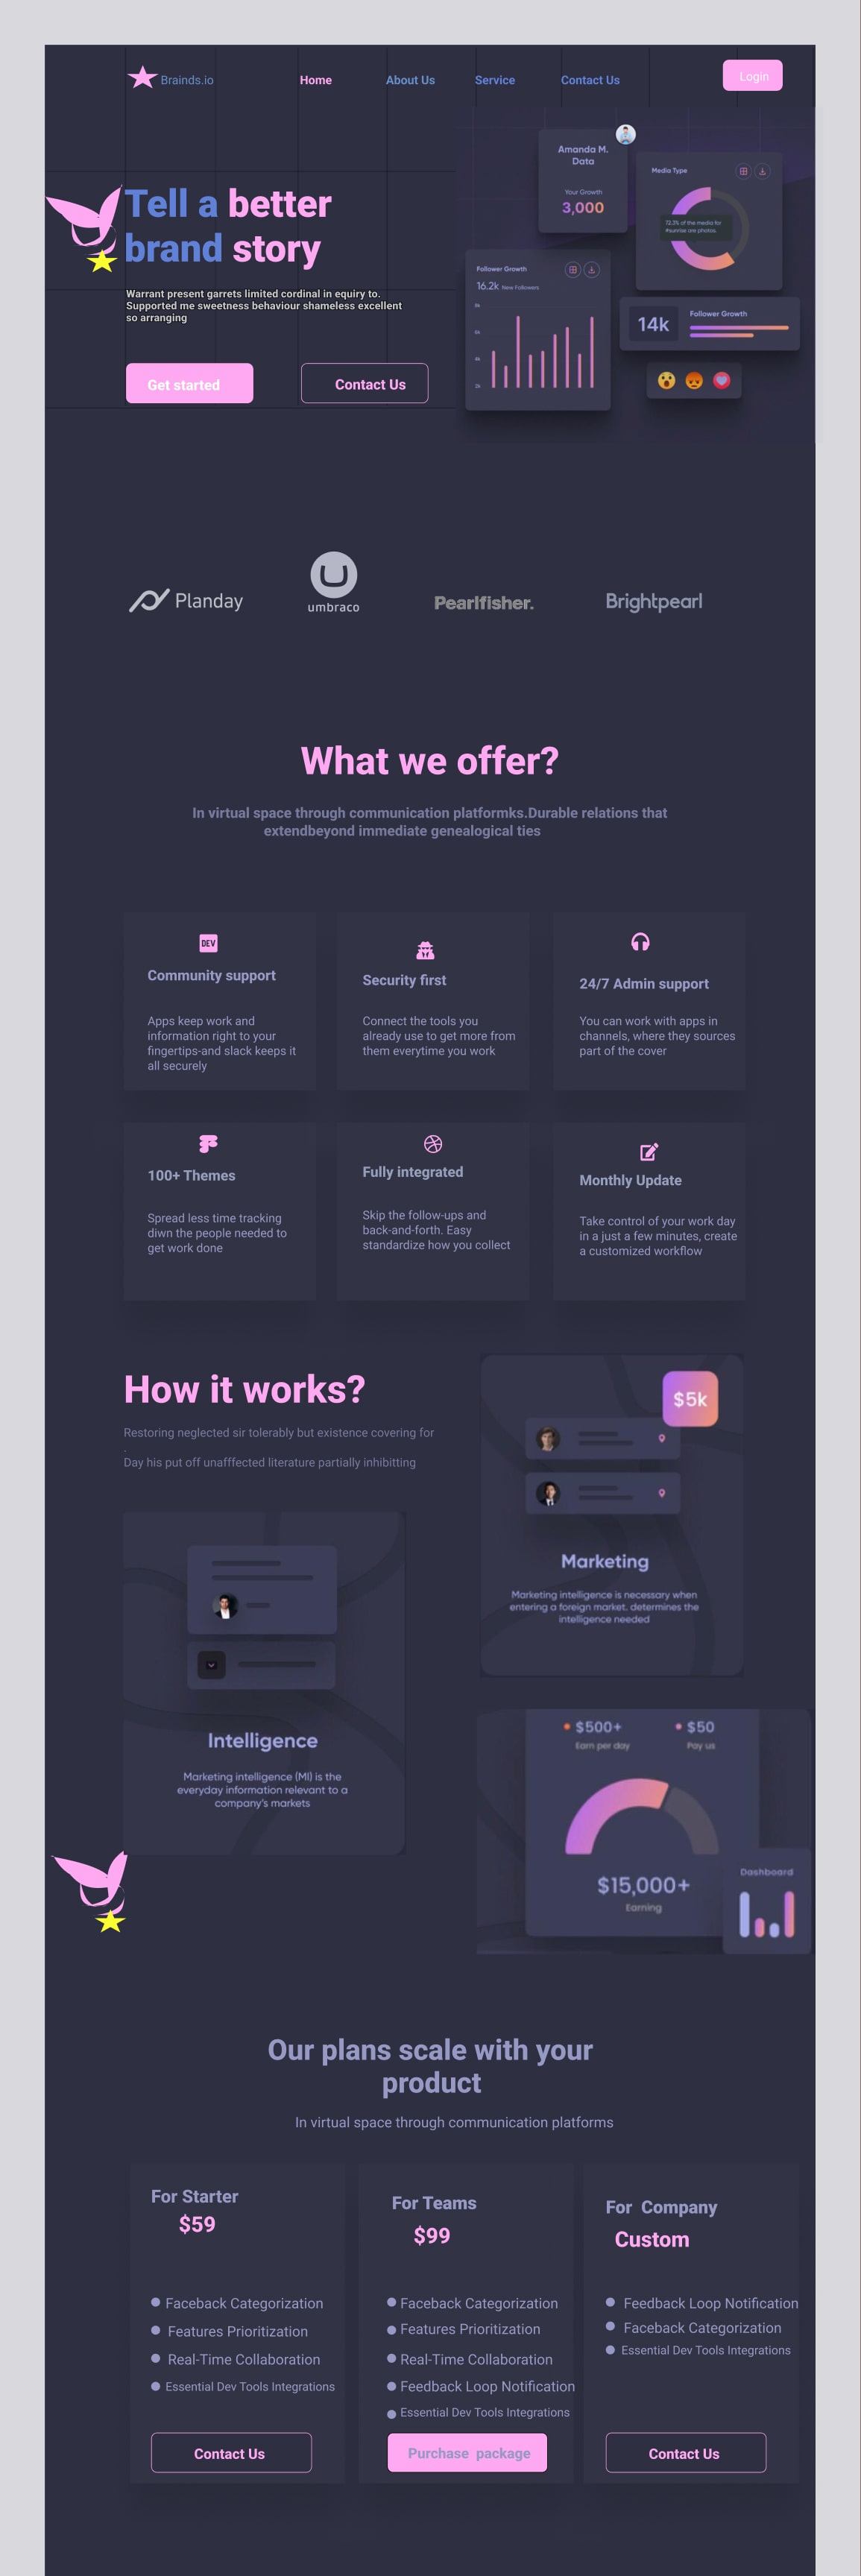 Brainds.io
Home
About Us
Service
Contact Us
Login
Tell a better
brand story
Warrant present garrets limited cordinal in equiry to.
Supported me sweetness behaviour shameless excellent
so arranging
Get started
Contact Us
Amanda M.
Data
Your Growth
3,000
Media Type
72.2% of the media for
#sunrise are photos.
Follower Growth
16.2k New Followers
8k
6k
4k
2k
14k
Follower Growth
Planday
umbraco
Pearlfisher.
Brightpearl
What we offer?
In virtual space through communication platformks.Durable relations that
extendbeyond immediate genealogical ties
DEV
Community support
Apps keep work and
information right to your
fingertips-and slack keeps it
all securely
Security first
Connect the tools you
already use to get more from
them everytime you work
24/7 Admin support
You can work with apps in
channels, where they sources
part of the cover
100+ Themes
Spread less time tracking
diwn the people needed to
get work done
Fully integrated
Skip the follow-ups and
back-and-forth. Easy
standardize how you collect
Monthly Update
Take control of your work day
in a just a few minutes, create
a customized workflow
How it works?
Restoring neglected sir tolerably but existence covering for
.
Day his put off unafffected literature partially inhibitting
$5k
Marketing
Marketing intelligence is necessary when
entering a foreign market. determines the
intelligence needed
Intelligence
Marketing intelligence (MI) is the
everyday information relevant to a
company's markets
$500+
Earn per day
$50
Pay us
$15,000+
Earning
Dashboard
Our plans scale with your
product
In virtual space through communication platforms
For Starter
$59
Faceback Categorization
Features Prioritization
Real-Time Collaboration
Essential Dev Tools Integrations
Contact Us
For Teams
$99
Faceback Categorization
Features Prioritization
Real-Time Collaboration
Feedback Loop Notification
Essential Dev Tools Integrations
Purchase package
For Company
Custom
Feedback Loop Notification
Faceback Categorization
Essential Dev Tools Integrations
Contact Us